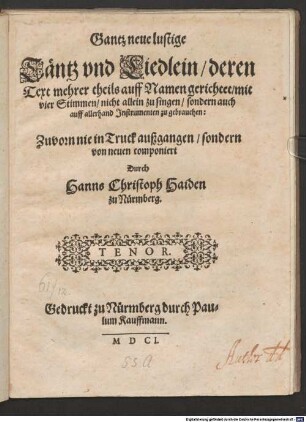 Gantz neue lustige
Täntz vnd Liedlein / deren
Text mehrer theils auff Namen gerichtet / mit
vier Stimmen / nicht allein zu singen / sondern auch
auff allerhand Instrumenten zu gebrauchen:
Zuvorn nie in Truck außgangen / sondern
von neuen componiert
Durch
Hanns Christoph Haiden
zu Nürmberg.
TENOR.
Gedruckt zu Nürmberg durch Pau-
lum Kauffmann.
M D CI.